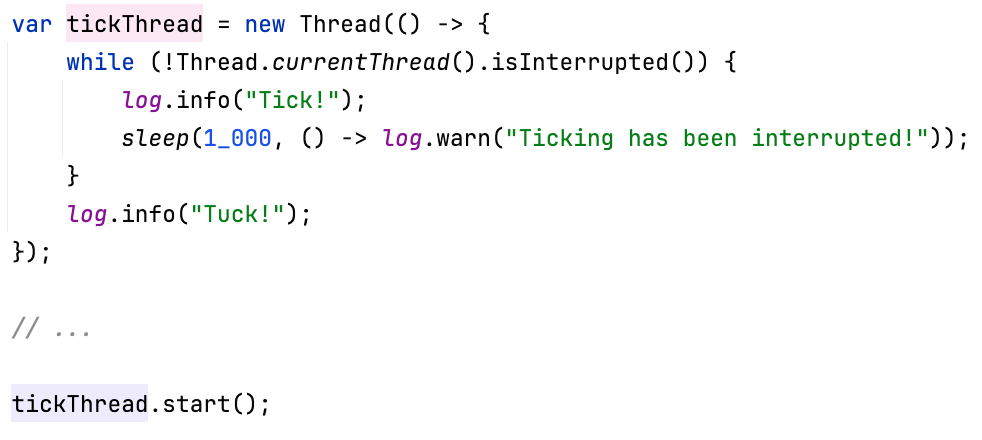 var tickThread = new Thread(() -> {
    while (!Thread.currentThread().isInterrupted()) {
        log.info("Tick!");
        sleep(1_000, () -> log.warn("Ticking has been interrupted!"));
    }
    log.info("Tuck!");
});

// ...

tickThread.start();